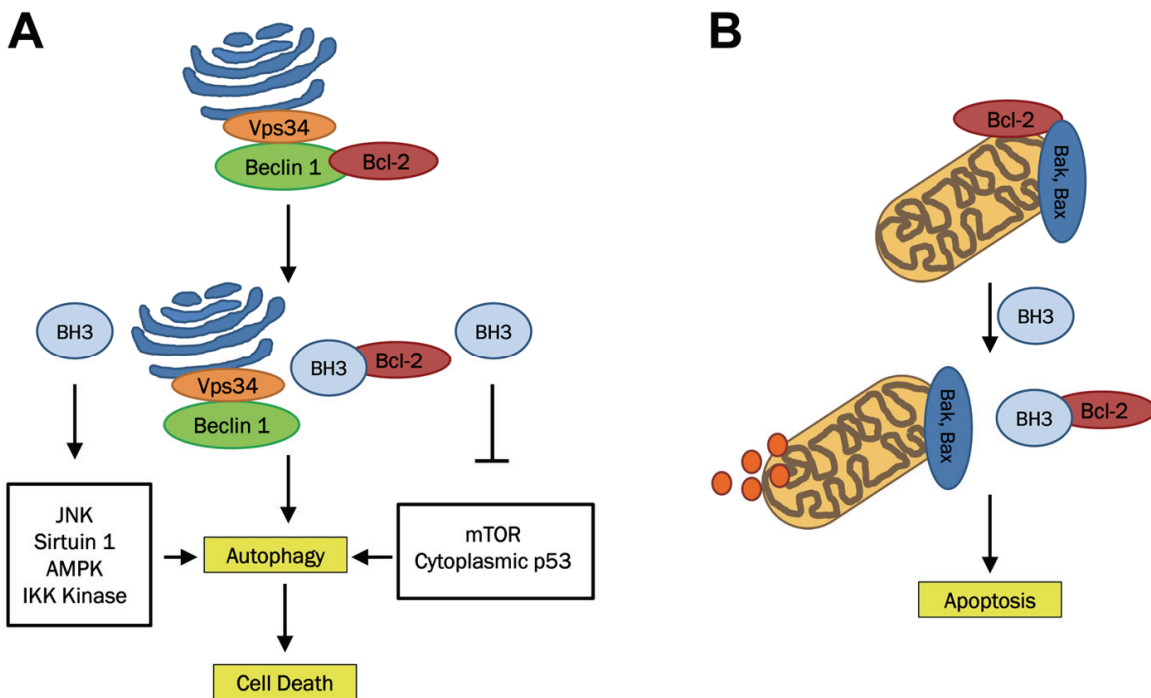 A
Vps34
Beclin 1
Bcl-2
BH3
Vps34
Beclin 1
BH3
Bcl-2
BH3
JNK
Sirtuin 1
AMPK
IKK Kinase
Autophagy
mTOR
Cytoplasmic p53
Cell Death
B
Bcl-2
Bak, Bax
BH3
Bak, Bax
BH3
Bcl-2
Apoptosis